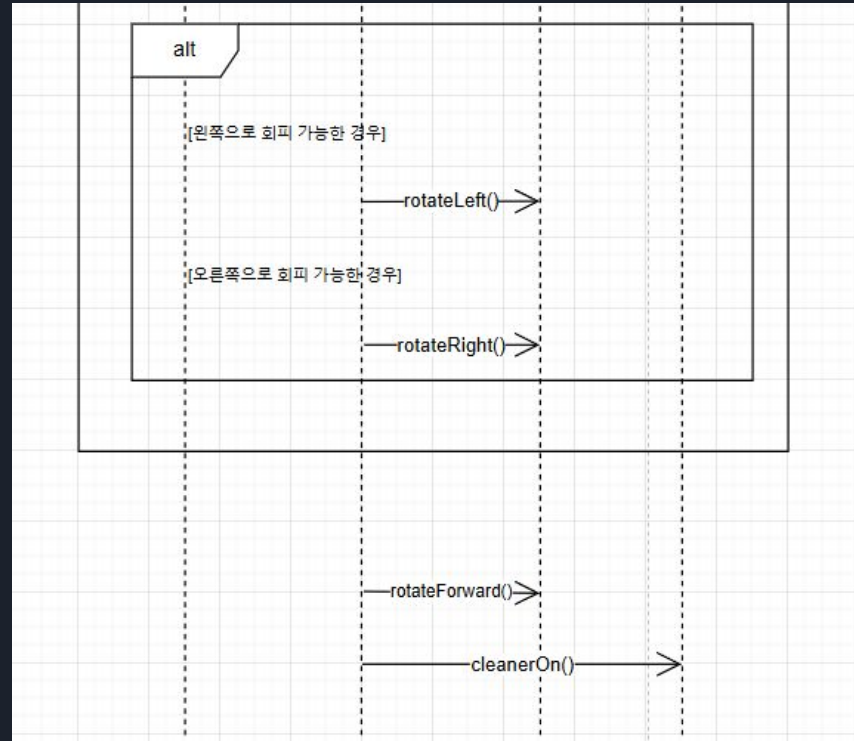 alt
[왼쪽으로 회피 가능한 경우]
rotateLeft()
[오른쪽으로 회피 가능한 경우]
rotateRight()
rotateForward()
cleanerOn()